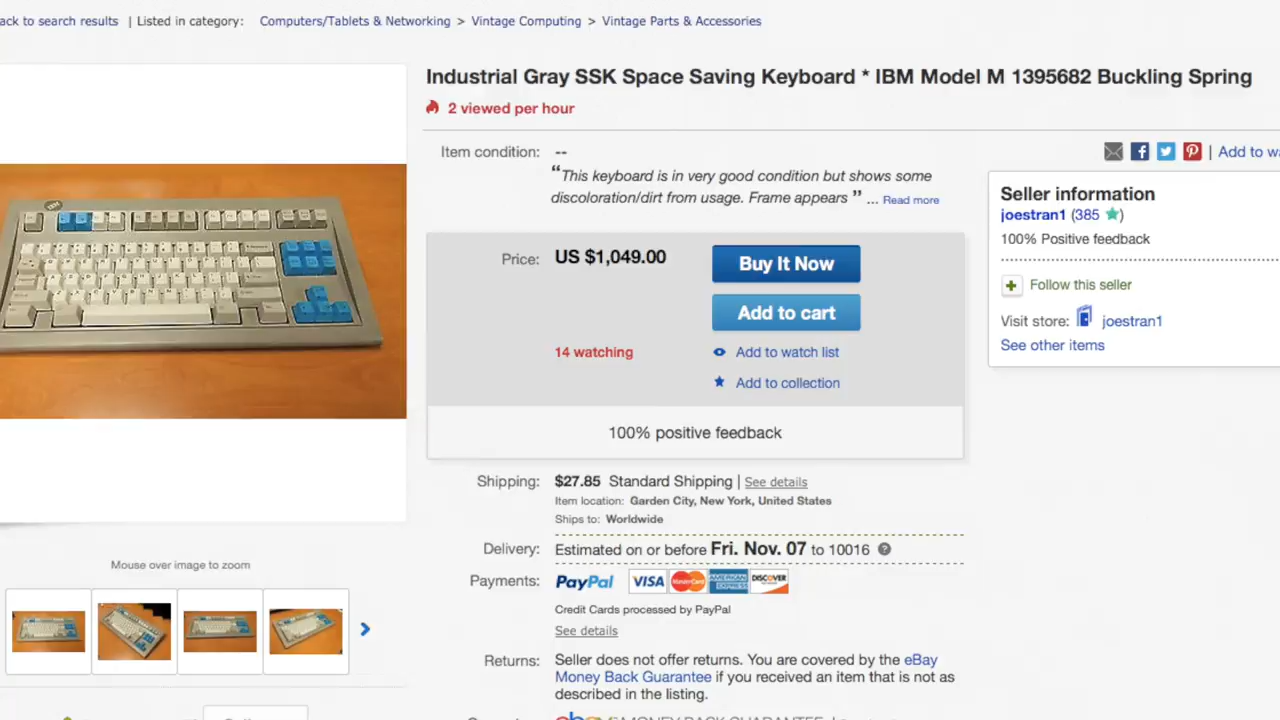 ack to search results | Listed in category: Computers/Tablets & Networking > Vintage Computing > Vintage Parts & Accessories
Industrial Gray SSK Space Saving Keyboard * IBM Model M 1395682 Buckling Spring
2 viewed per hour
Item condition: --
“This keyboard is in very good condition but shows some
discoloration/dirt from usage. Frame appears ” ... Read more
| Add to wa
Price: US $1,049.00
Buy It Now
Add to cart
14 watching
Add to watch list
Add to collection
100% positive feedback
Seller information
joestran1 (385 )
100% Positive feedback
Follow this seller
Visit store: joestran1
See other items
Shipping: $27.85 Standard Shipping | See details
Item location: Garden City, New York, United States
Ships to: Worldwide
Delivery: Estimated on or before Fri. Nov. 07 to 10016
Payments: PayPal VISA MasterCard AMERICAN EXPRESS DISCOVER
Credit Cards processed by PayPal
See details
Returns: Seller does not offer returns. You are covered by the eBay
Money Back Guarantee if you received an item that is not as
described in the listing.
Mouse over image to zoom
IBM